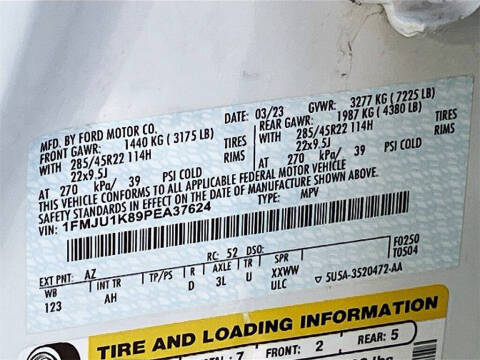 MFD. BY FORD MOTOR CO.
DATE: 03/23 GVWR: 3277 KG (7225 LB)
FRONT GAWR: 1440 KG (3175 LB) REAR GAWR: 1987 KG (4380 LB)
WITH 285/45R22 114H TIRES WITH 285/45R22 114H TIRES
22x9.5J RIMS 22x9.5J RIMS
AT 270 kPa/ 39 PSI COLD AT 270 kPa/ 39 PSI COLD
THIS VEHICLE CONFORMS TO ALL APPLICABLE FEDERAL MOTOR VEHICLE
SAFETY STANDARDS IN EFFECT ON THE DATE OF MANUFACTURE SHOWN ABOVE.
VIN: 1FMJU1K89PEA37624 TYPE: MPV
F0250
T0504
EXT PNT: AZ RC: 52 DSO:
WB INT TR TP/PS R AXLE TR SPR
123 AH D 3L U XXWW
ULC 5U5A-3520472-AA
TIRE AND LOADING INFORMATION
7 FRONT: 2 REAR: 5